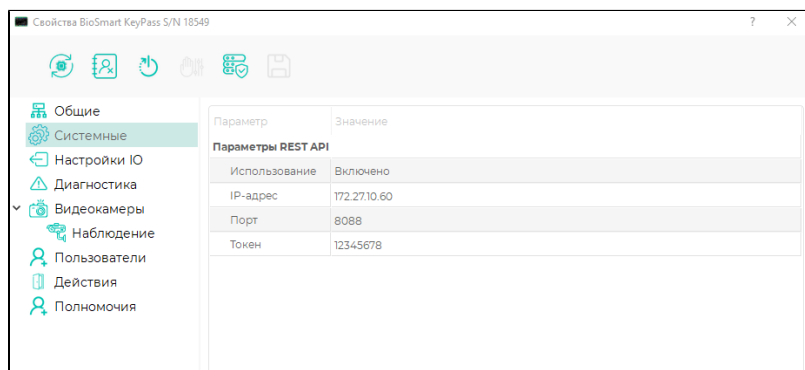 Свойства BioSmart KeyPass S/N 18549
Общие
Системные
Настройки IO
Диагностика
Видеокамеры
Наблюдение
Пользователи
Действия
Полномочия
Параметр Значение
Параметры REST API
Использование Включено
IP-адрес 172.27.10.60
Порт 8088
Токен 12345678